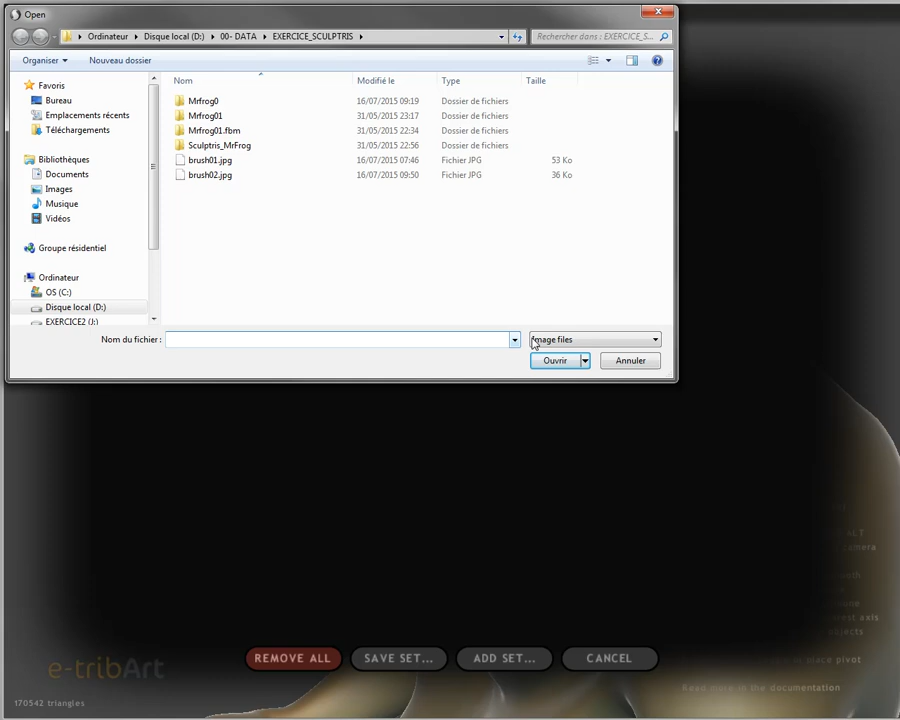 Open
Ordinateur Disque local (D:) 00- DATA EXERCICE_SCULPTRIS Rechercher dans : EXERCICE_S...
Organiser Nouveau dossier
Nom Modifié le Type Taille
Favoris
Bureau
Emplacements récents
Téléchargements
Bibliothèques
Documents
Images
Musique
Vidéos
Groupe résidentiel
Ordinateur
OS (C:)
Disque local (D:)
EXERCICE2 (J:)
Mrfrog0 16/07/2015 09:19 Dossier de fichiers
Mrfrog01 31/05/2015 23:17 Dossier de fichiers
Mrfrog01.fbm 31/05/2015 22:34 Dossier de fichiers
Sculptris_MrFrog 31/05/2015 22:56 Dossier de fichiers
brush01.jpg 16/07/2015 07:46 Fichier JPG 53 Ko
brush02.jpg 16/07/2015 09:50 Fichier JPG 36 Ko
Nom du fichier : Image files
Ouvrir Annuler
ALT
camera
axis
objects
place pivot
Read more in the documentation
REMOVE ALL SAVE SET... ADD SET... CANCEL
e-tribArt
170542 triangles